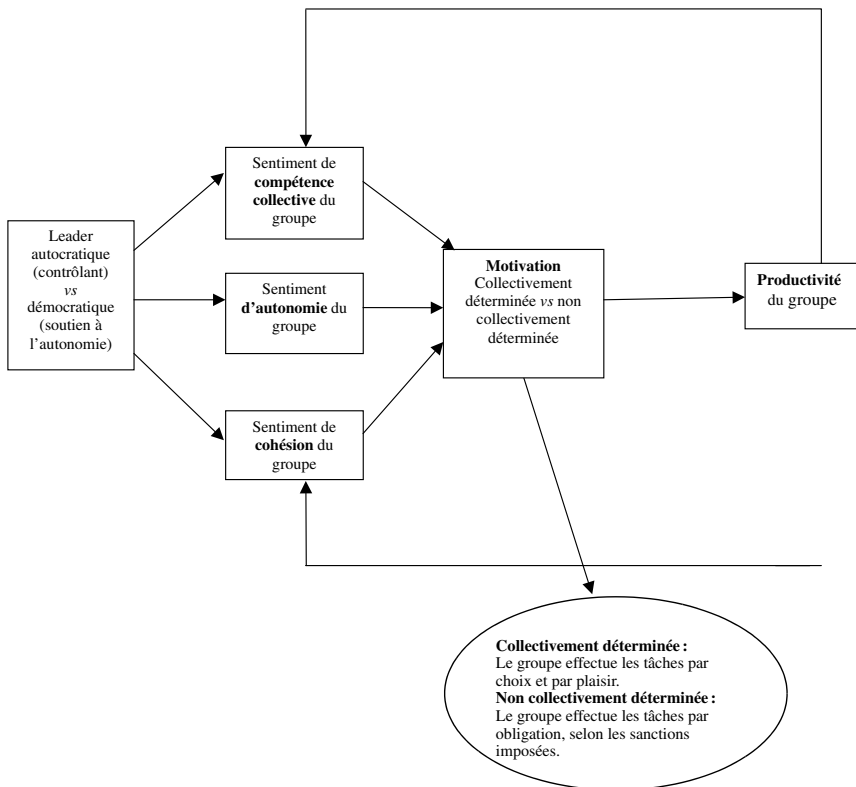 Leader
autocratique
(contrôlant)
vs
démocratique
(soutien à
l’autonomie)
Sentiment de
compétence
collective du
groupe
Sentiment
d’autonomie du
groupe
Sentiment de
cohésion du
groupe
Motivation
Collectivement
déterminée vs non
collectivement
déterminée
Productivité
du groupe
Collectivement déterminée :
Le groupe effectue les tâches par
choix et par plaisir.
Non collectivement déterminée :
Le groupe effectue les tâches par
obligation, selon les sanctions
imposées.